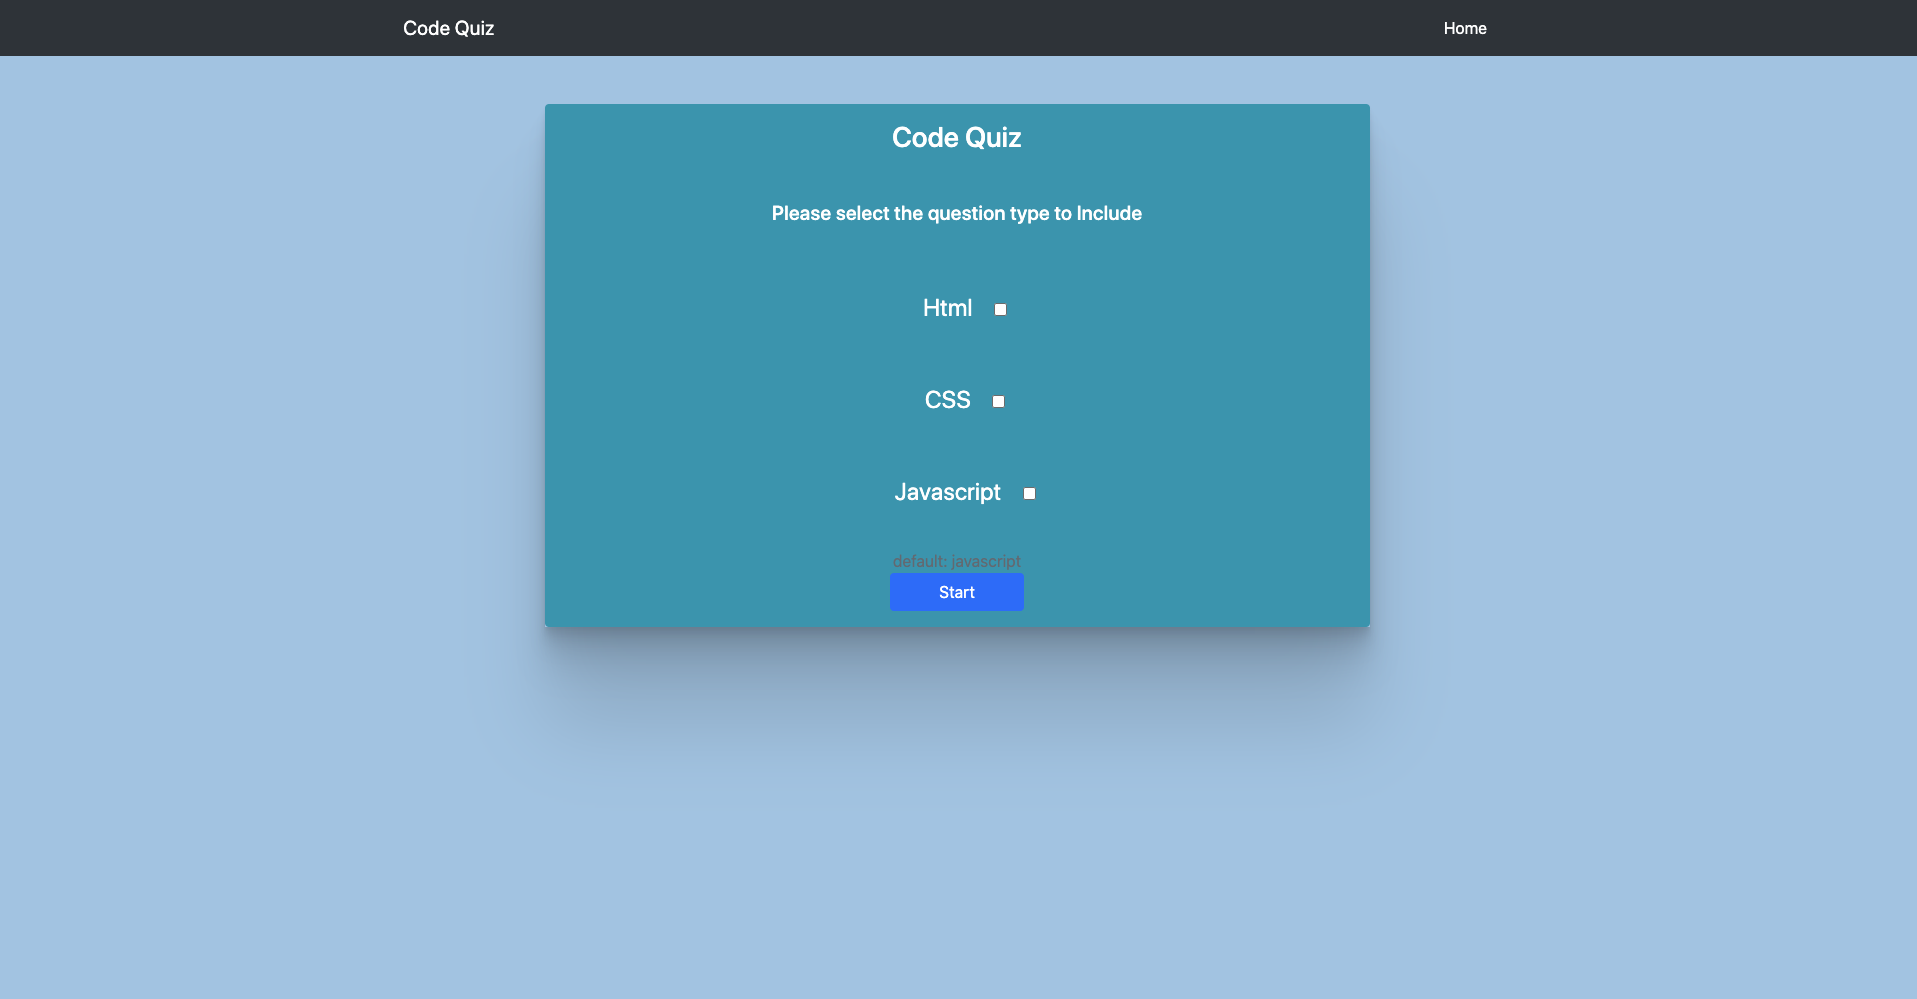 Code Quiz
Home
Code Quiz
Please select the question type to Include
Html
CSS
Javascript
default: javascript
Start